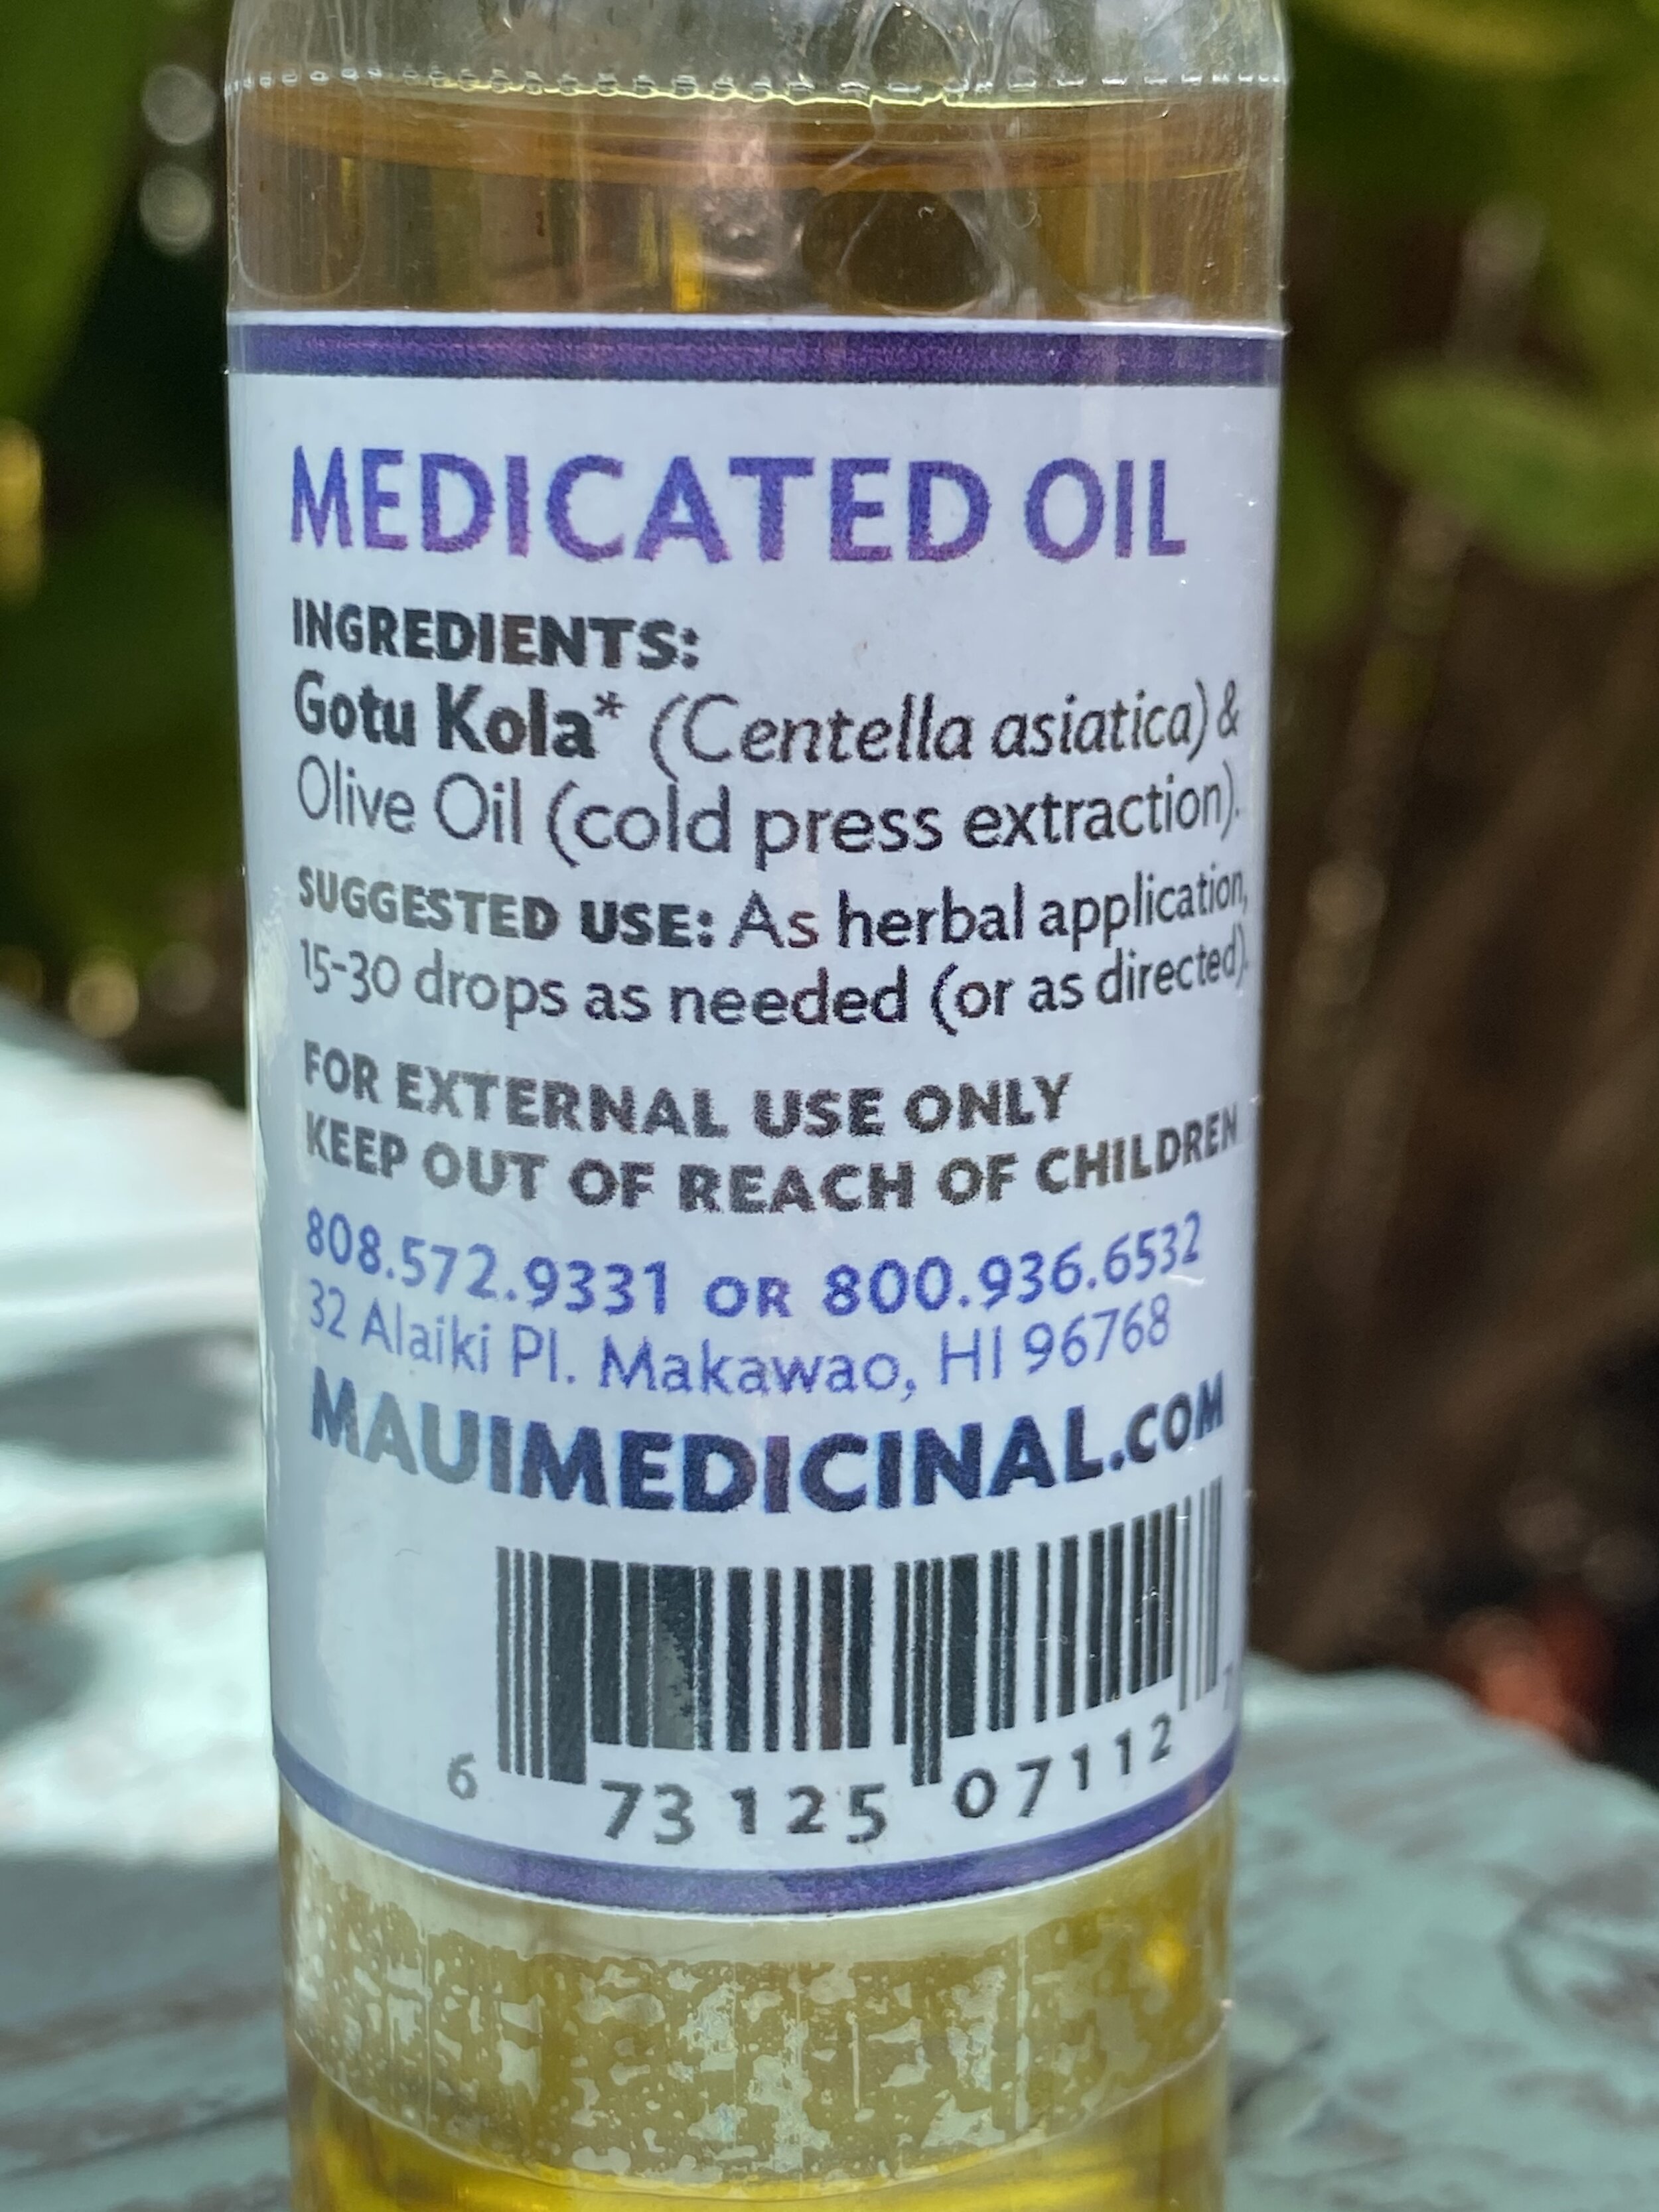 MEDICATED OIL
INGREDIENTS:
Gotu Kola* (Centella asiatica) &
Olive Oil (cold press extraction).
SUGGESTED USE: As herbal application,
15-30 drops as needed (or as directed).
FOR EXTERNAL USE ONLY
KEEP OUT OF REACH OF CHILDREN
808.572.9331 OR 800.936.6532
32 Alaiki Pl. Makawao, HI 96768
MAUIMEDICINAL.COM
6 73125 07112 7